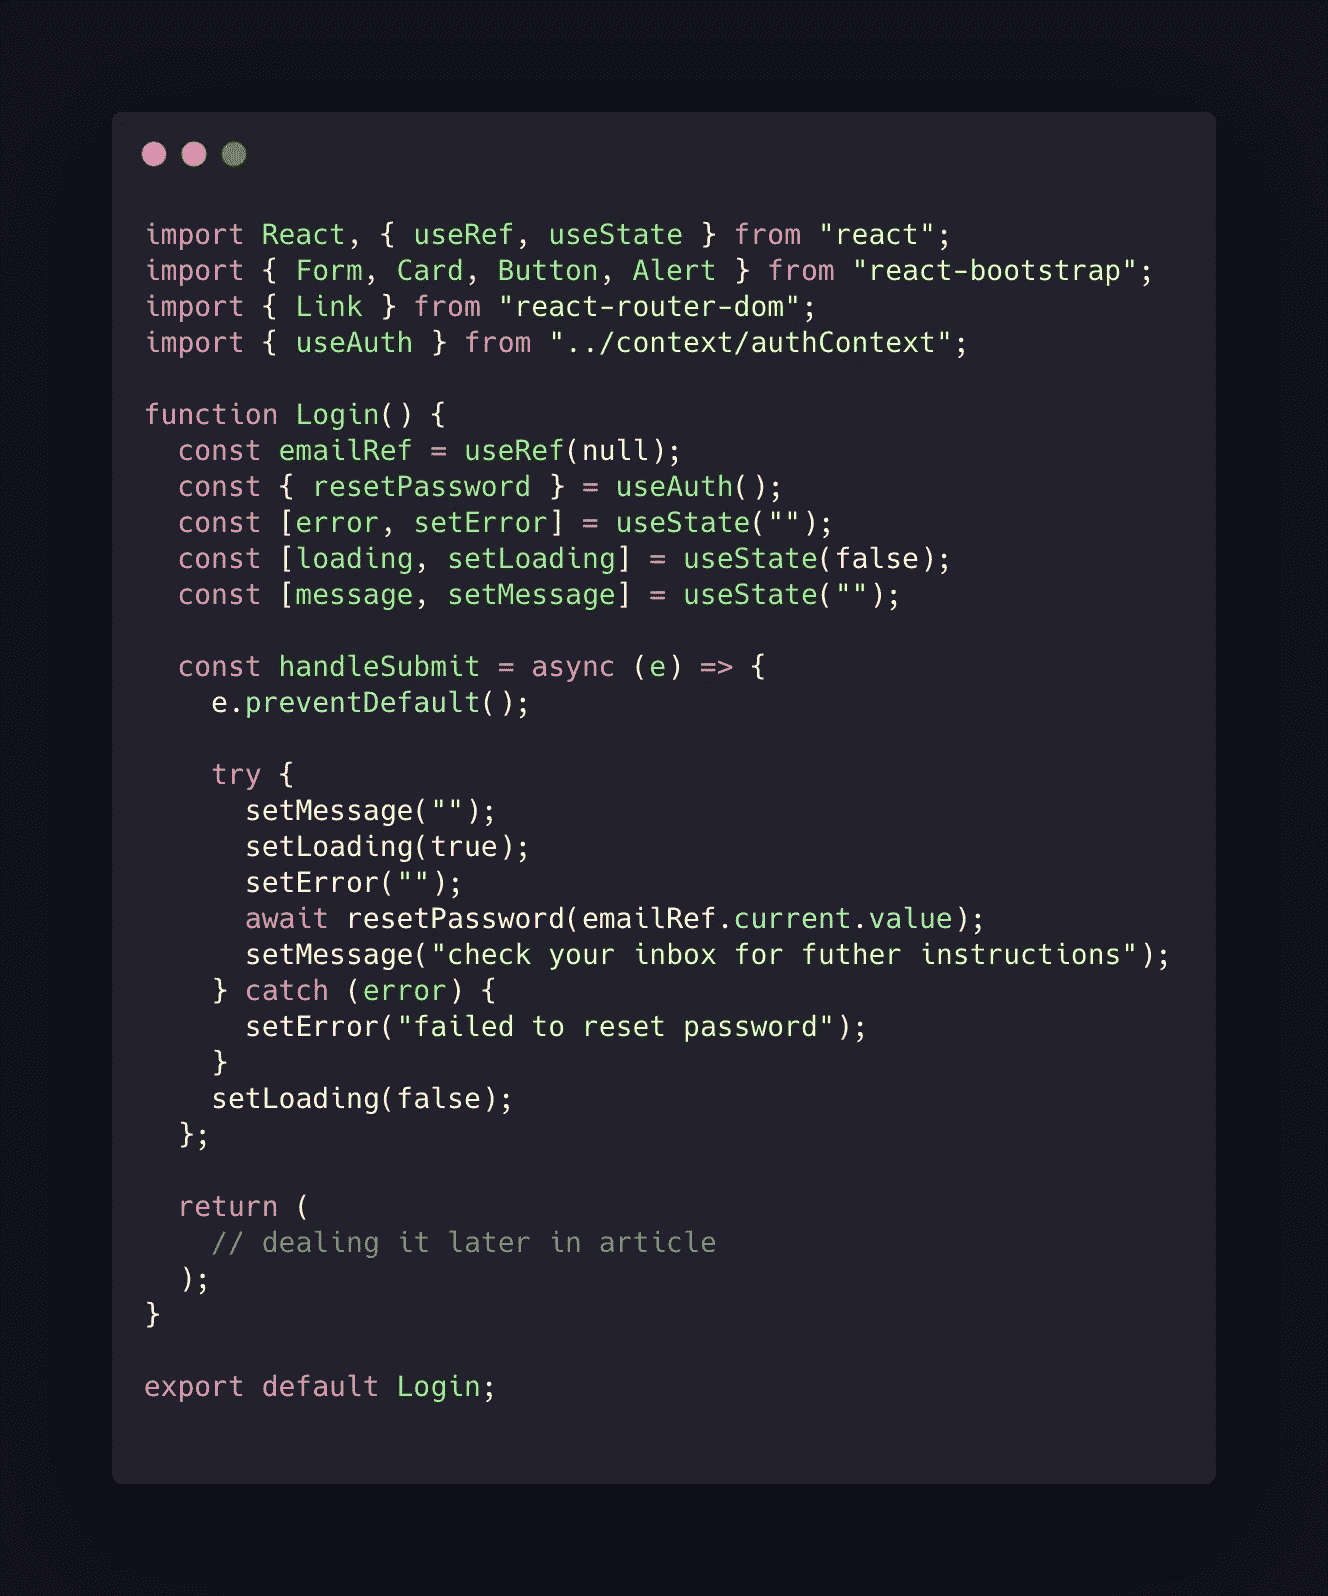 import React, { useRef, useState } from "react";
import { Form, Card, Button, Alert } from "react-bootstrap";
import { Link } from "react-router-dom";
import { useAuth } from "../context/authContext";

function Login() {
  const emailRef = useRef(null);
  const { resetPassword } = useAuth();
  const [error, setError] = useState("");
  const [loading, setLoading] = useState(false);
  const [message, setMessage] = useState("");

  const handleSubmit = async (e) => {
    e.preventDefault();

    try {
      setMessage("");
      setLoading(true);
      setError("");
      await resetPassword(emailRef.current.value);
      setMessage("check your inbox for futher instructions");
    } catch (error) {
      setError("failed to reset password");
    }
    setLoading(false);
  };

  return (
    // dealing it later in article
  );
}

export default Login;